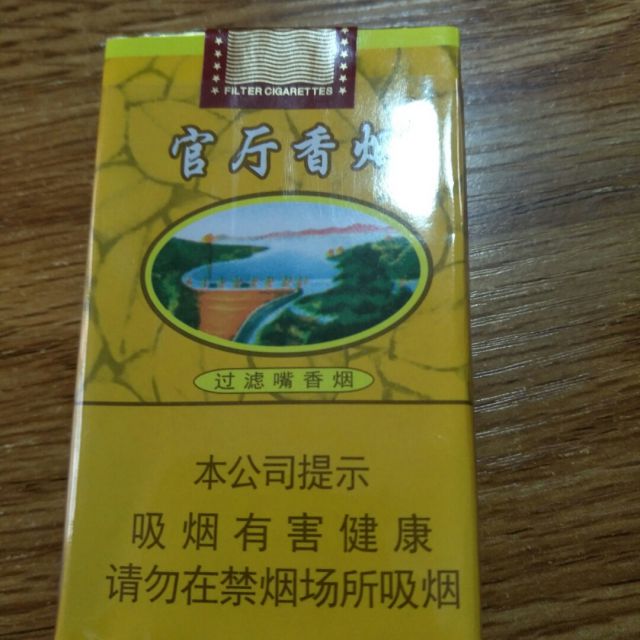 FILTER CIGARETTES
官厅香烟
过滤嘴香烟
本公司提示
吸烟有害健康
请勿在禁烟场所吸烟